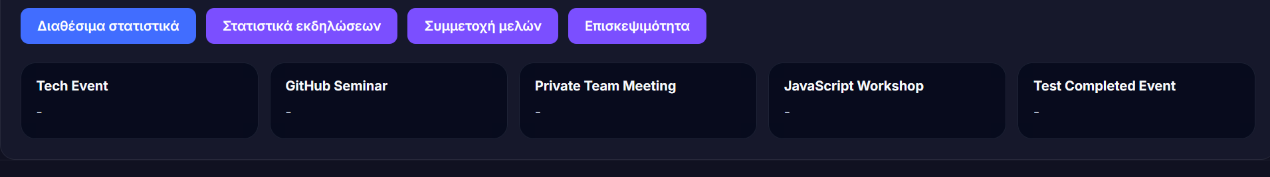 Διαθέσιμα στατιστικά
Στατιστικά εκδηλώσεων
Συμμετοχή μελών
Επισκεψιμότητα
Tech Event
-
GitHub Seminar
-
Private Team Meeting
-
JavaScript Workshop
-
Test Completed Event
-